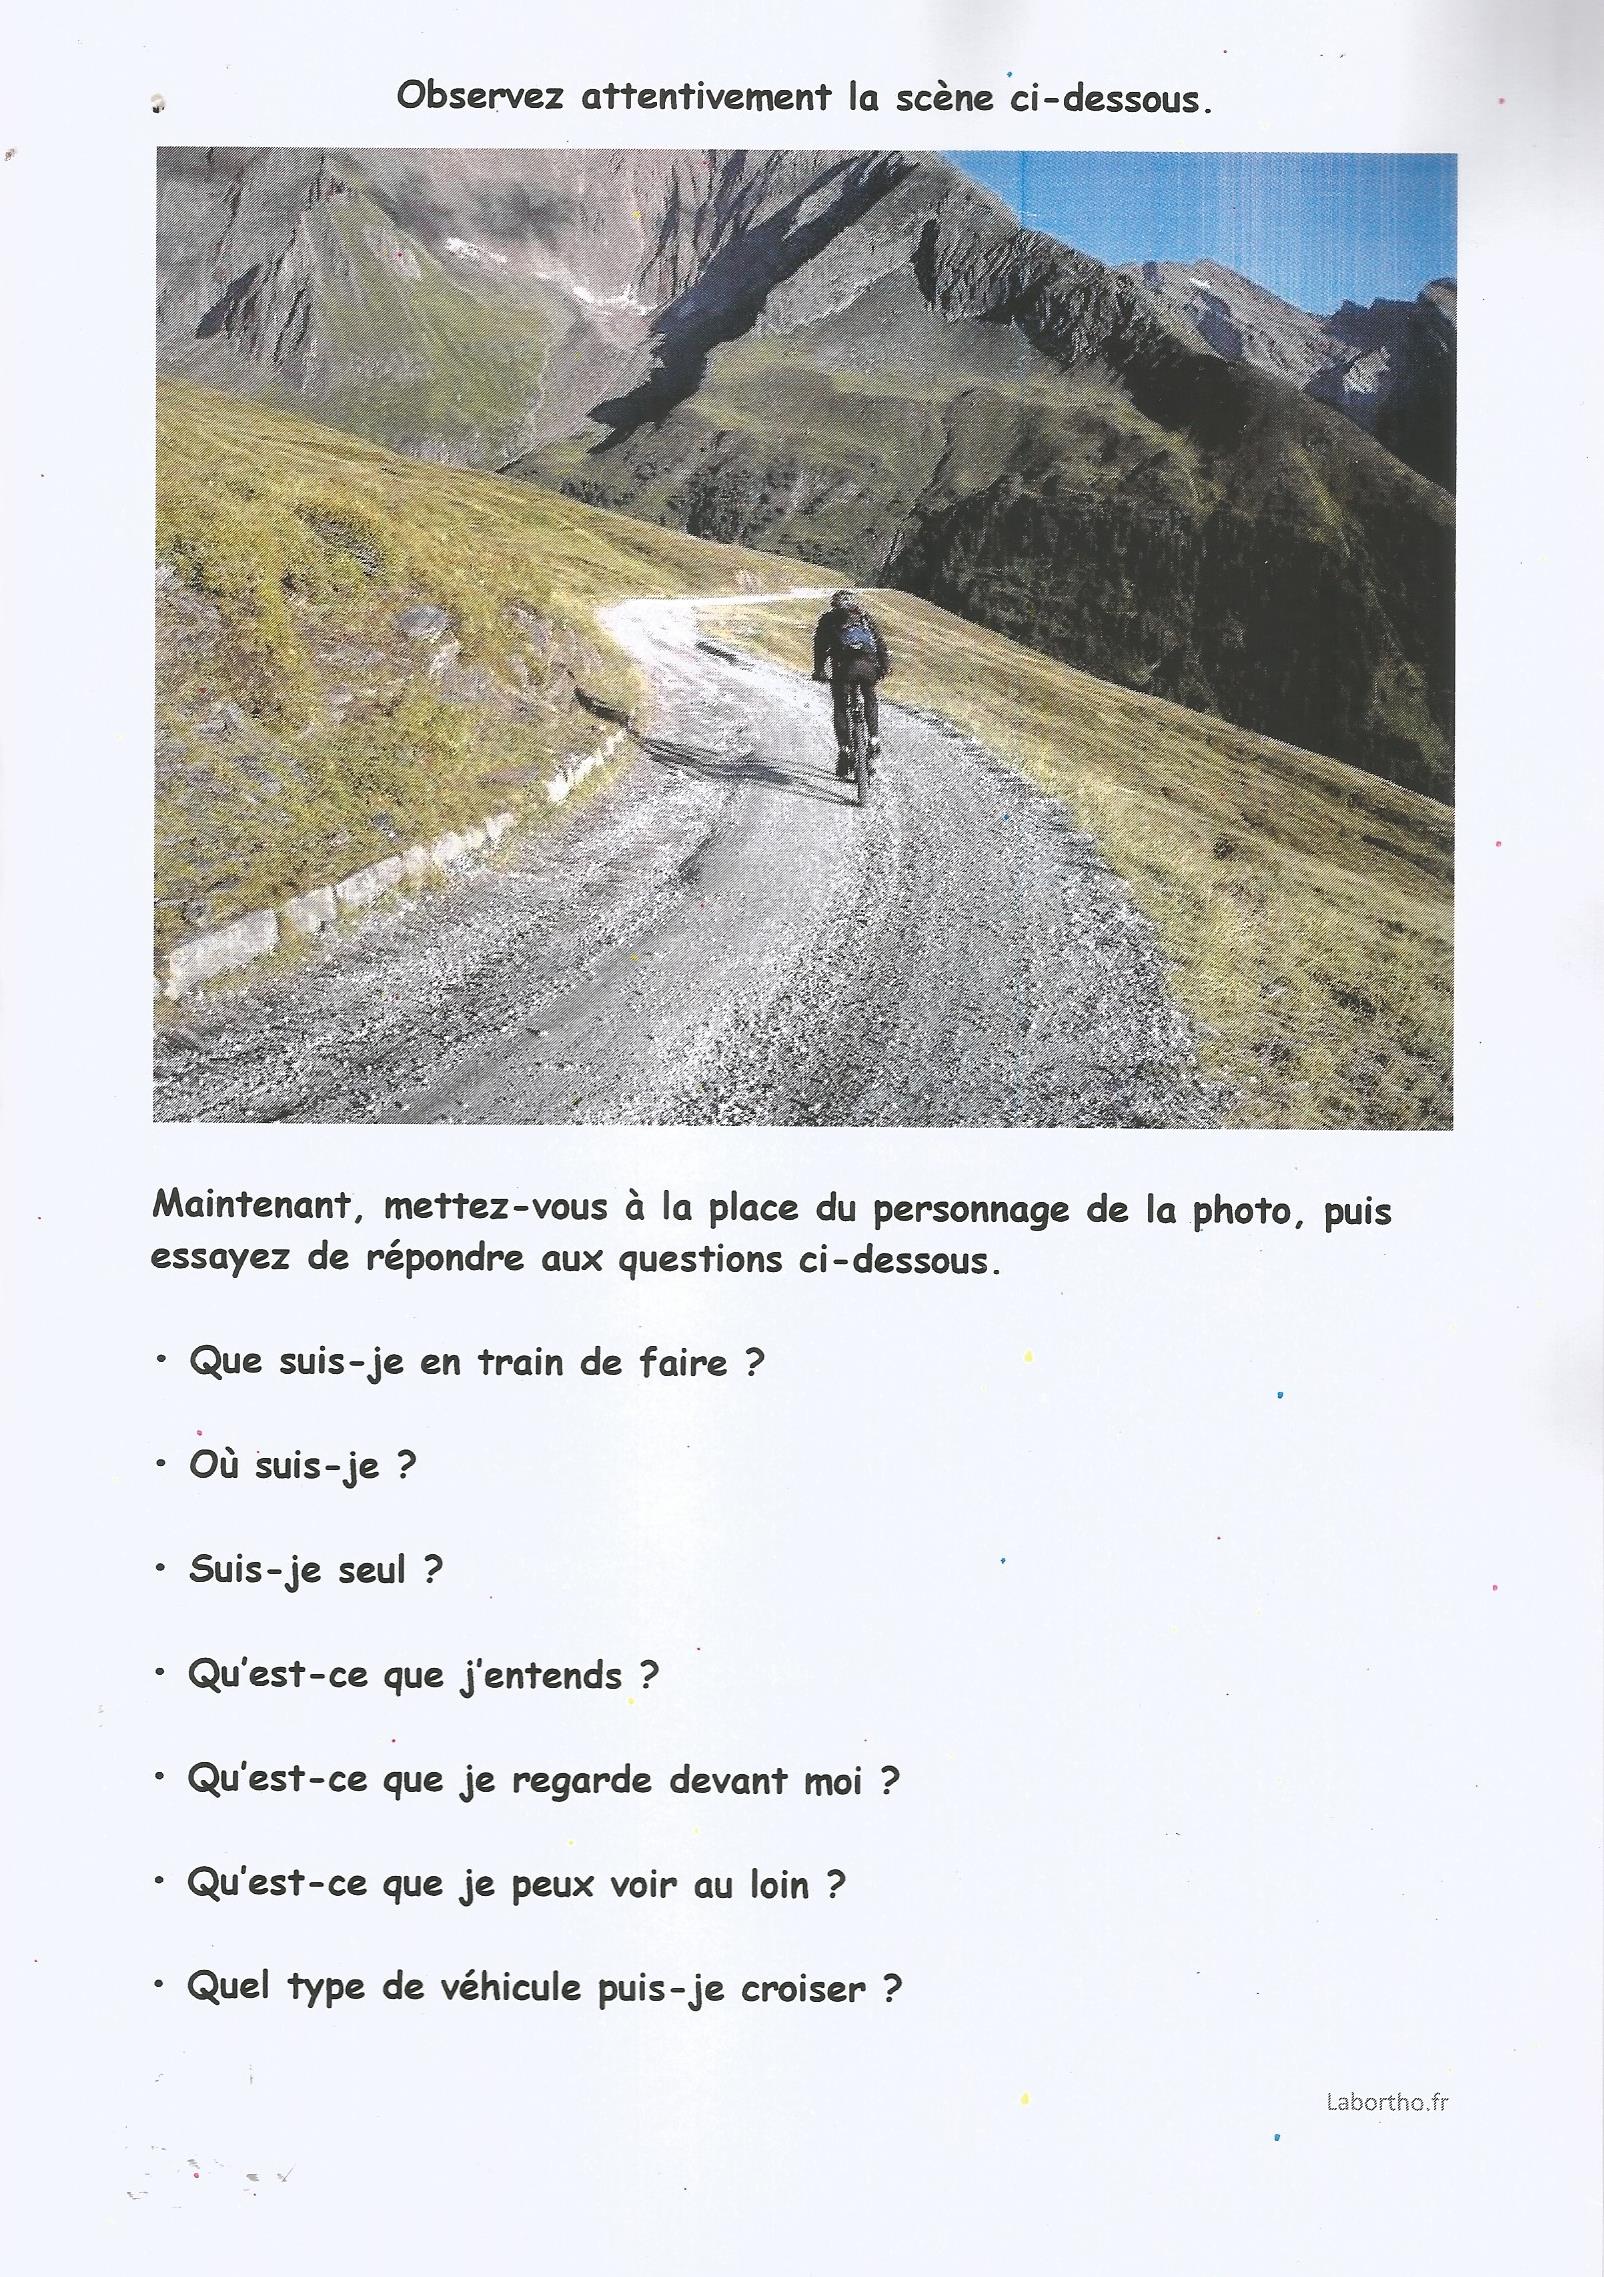 Observez attentivement la scène ci-dessous.
Maintenant, mettez-vous à la place du personnage de la photo, puis
essayez de répondre aux questions ci-dessous.
• Que suis-je en train de faire ?
• Où suis-je ?
• Suis-je seul ?
• Qu'est-ce que j'entends ?
• Qu'est-ce que je regarde devant moi ?
• Qu'est-ce que je peux voir au loin ?
• Quel type de véhicule puis-je croiser ?
Labortho.fr